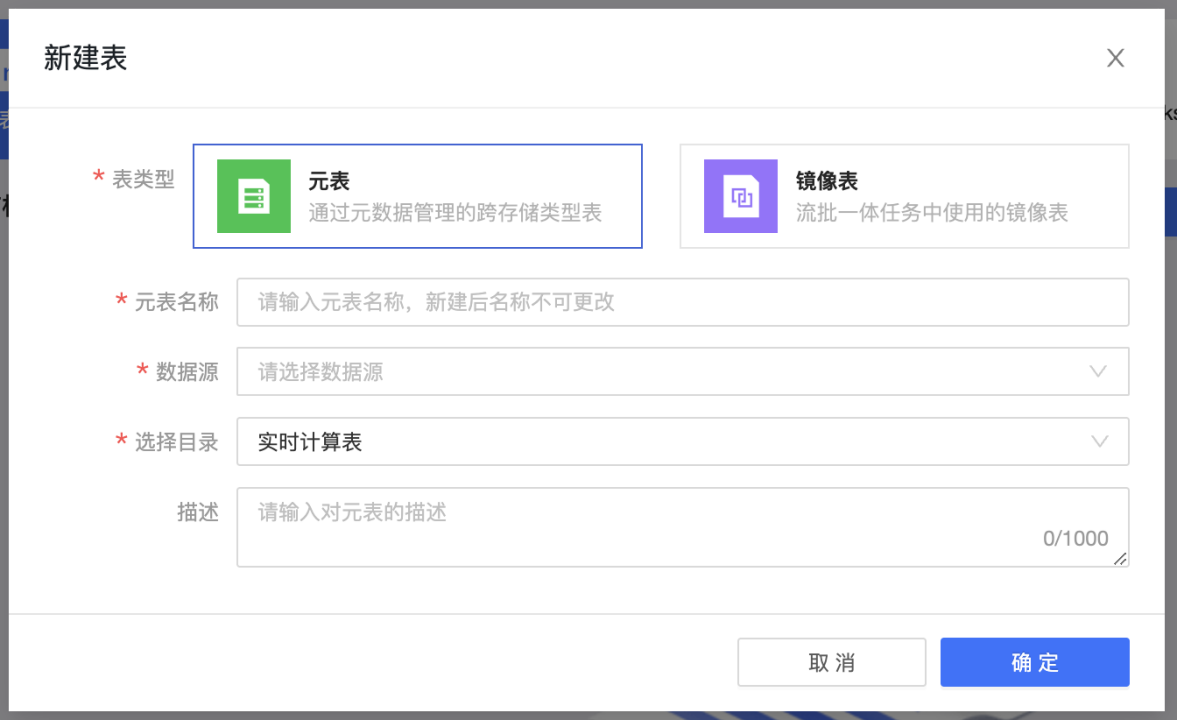 新建表
* 表类型
元表
通过元数据管理的跨存储类型表
镜像表
流批一体任务中使用的镜像表
* 元表名称
请输入元表名称，新建后名称不可更改
* 数据源
请选择数据源
* 选择目录
实时计算表
描述
请输入对元表的描述
0/1000
取 消
确 定